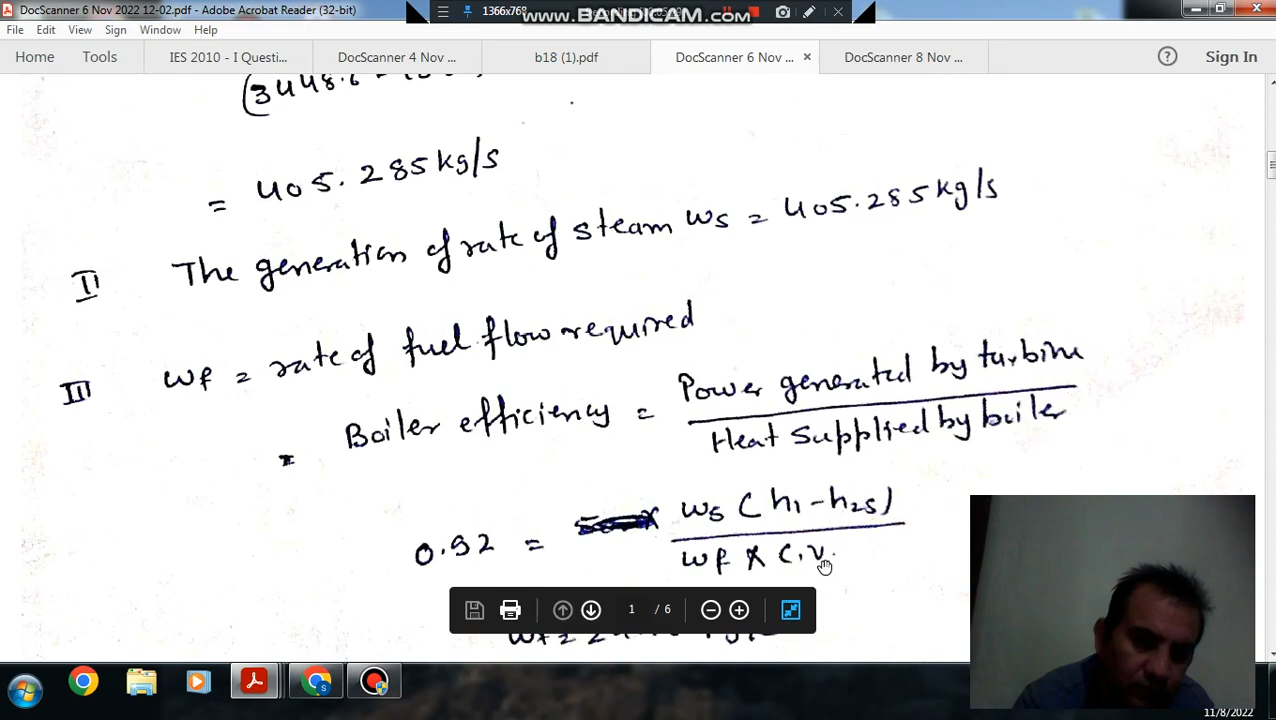 DocScanner 6 Nov 2022 12-02.pdf - Adobe Acrobat Reader (32-bit)
1366x768
www.BANDICAM.com
File Edit View Sign Window Help
Home Tools IES 2010 - I Questi... DocScanner 4 Nov ... b18 (1).pdf DocScanner 6 Nov ... × DocScanner 8 Nov ... Sign In
(3448.6
= 405.285 kg/s
II The generation of rate of steam ws = 405.285 kg/s
III wf = rate of fuel flow required
= Boiler efficiency = Power generated by turbine
Heat supplied by boiler
0.92 = ws (h1-h2s)
wf x C.V.
1 / 6
11/8/2022